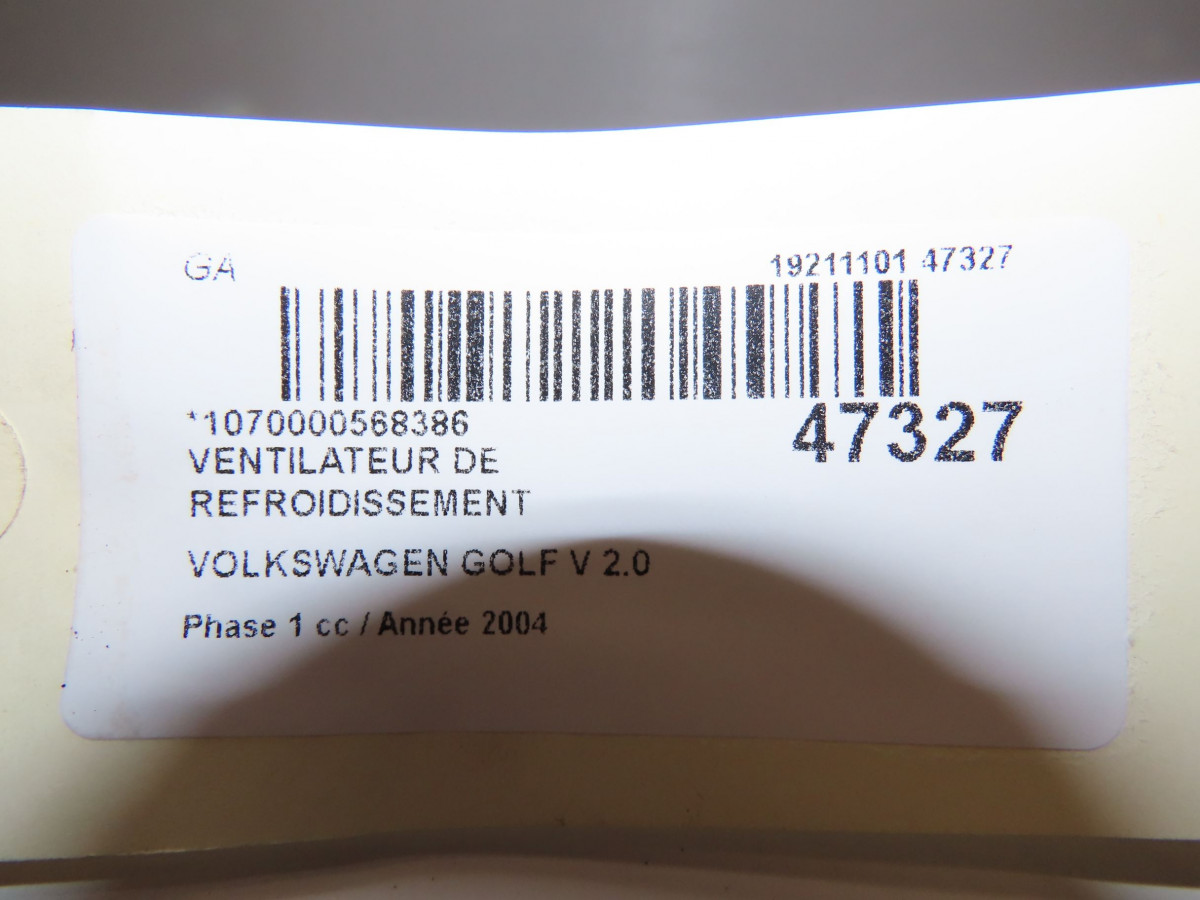 GA
19211101 47327
*1070000568386
47327
VENTILATEUR DE
REFROIDISSEMENT
VOLKSWAGEN GOLF V 2.0
Phase 1 cc / Année 2004